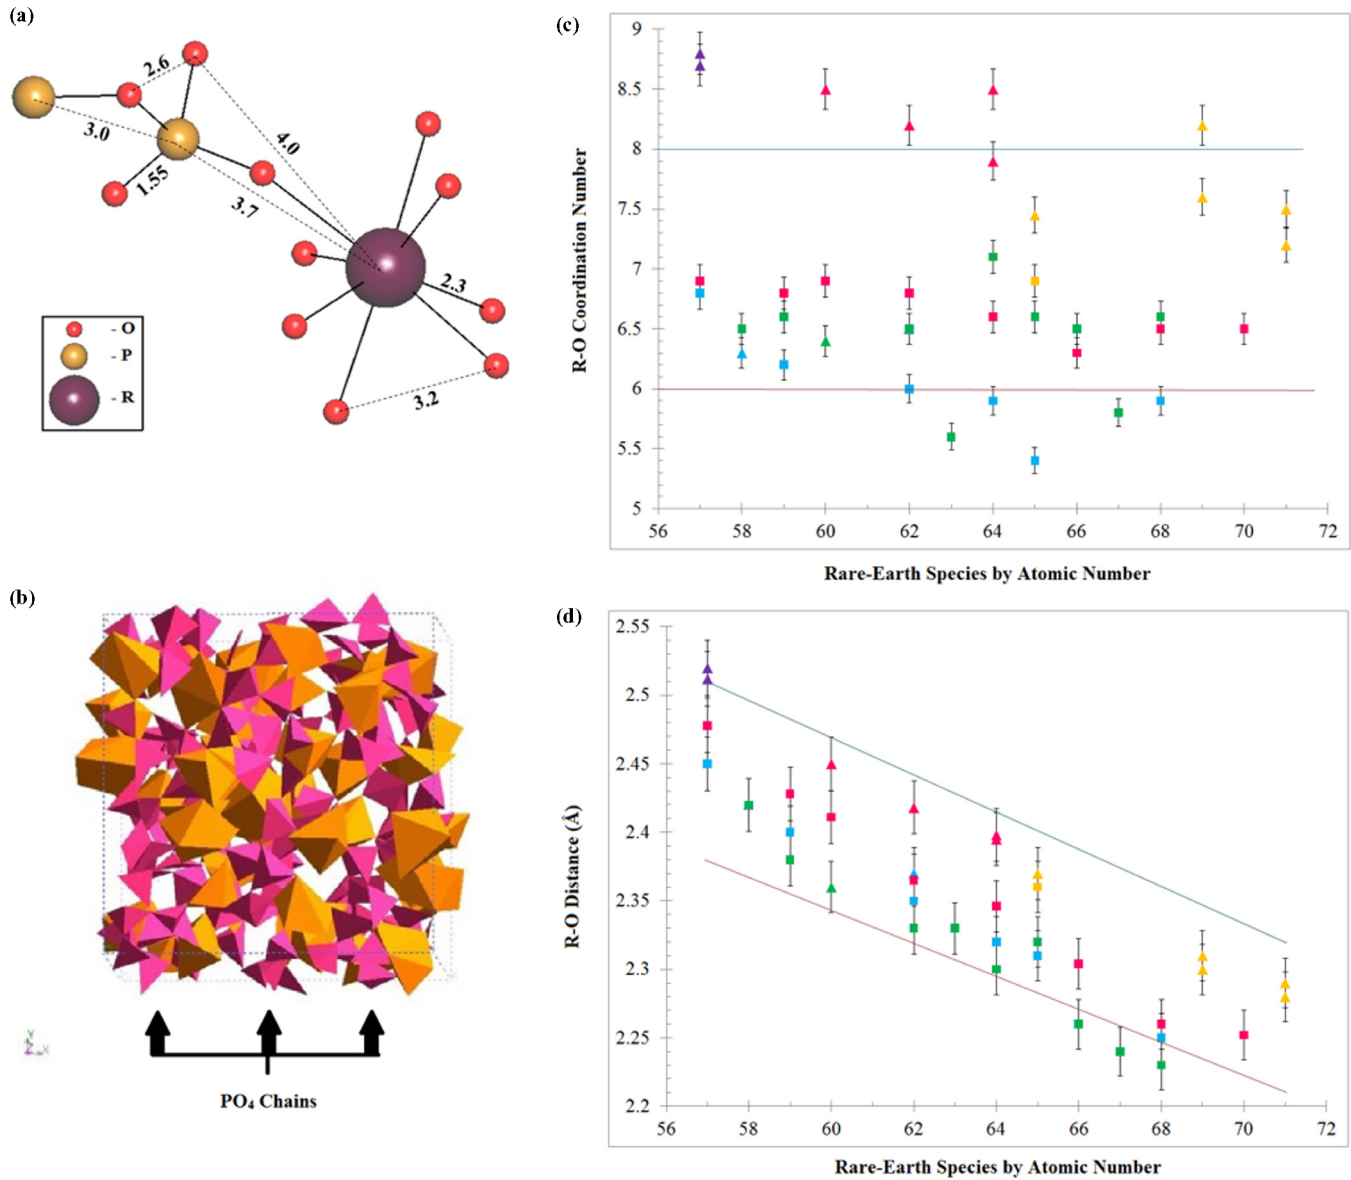 (a)
2.6
3.0
4.0
1.55
3.7
2.3
3.2
- O
- P
- R
(b)
Y
Z
X
PO₄ Chains
(c)
R-O Coordination Number
9
8.5
8
7.5
7
6.5
6
5.5
5
56 58 60 62 64 66 68 70 72
Rare-Earth Species by Atomic Number
(d)
R-O Distance (Å)
2.55
2.5
2.45
2.4
2.35
2.3
2.25
2.2
56 58 60 62 64 66 68 70 72
Rare-Earth Species by Atomic Number